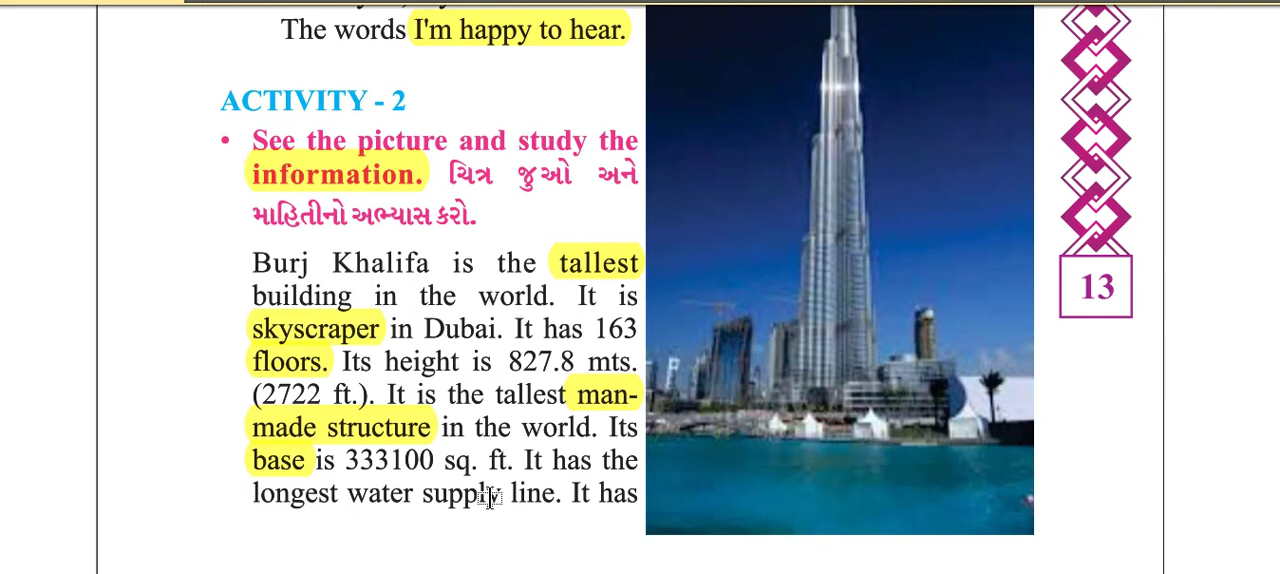 The words I'm happy to hear.
ACTIVITY - 2
• See the picture and study the
information. ચિત્ર જુઓ અને
માહિતીનો અભ્યાસ કરો.
Burj Khalifa is the tallest
building in the world. It is
skyscraper in Dubai. It has 163
floors. Its height is 827.8 mts.
(2722 ft.). It is the tallest man-
made structure in the world. Its
base is 333100 sq. ft. It has the
longest water supply line. It has
13